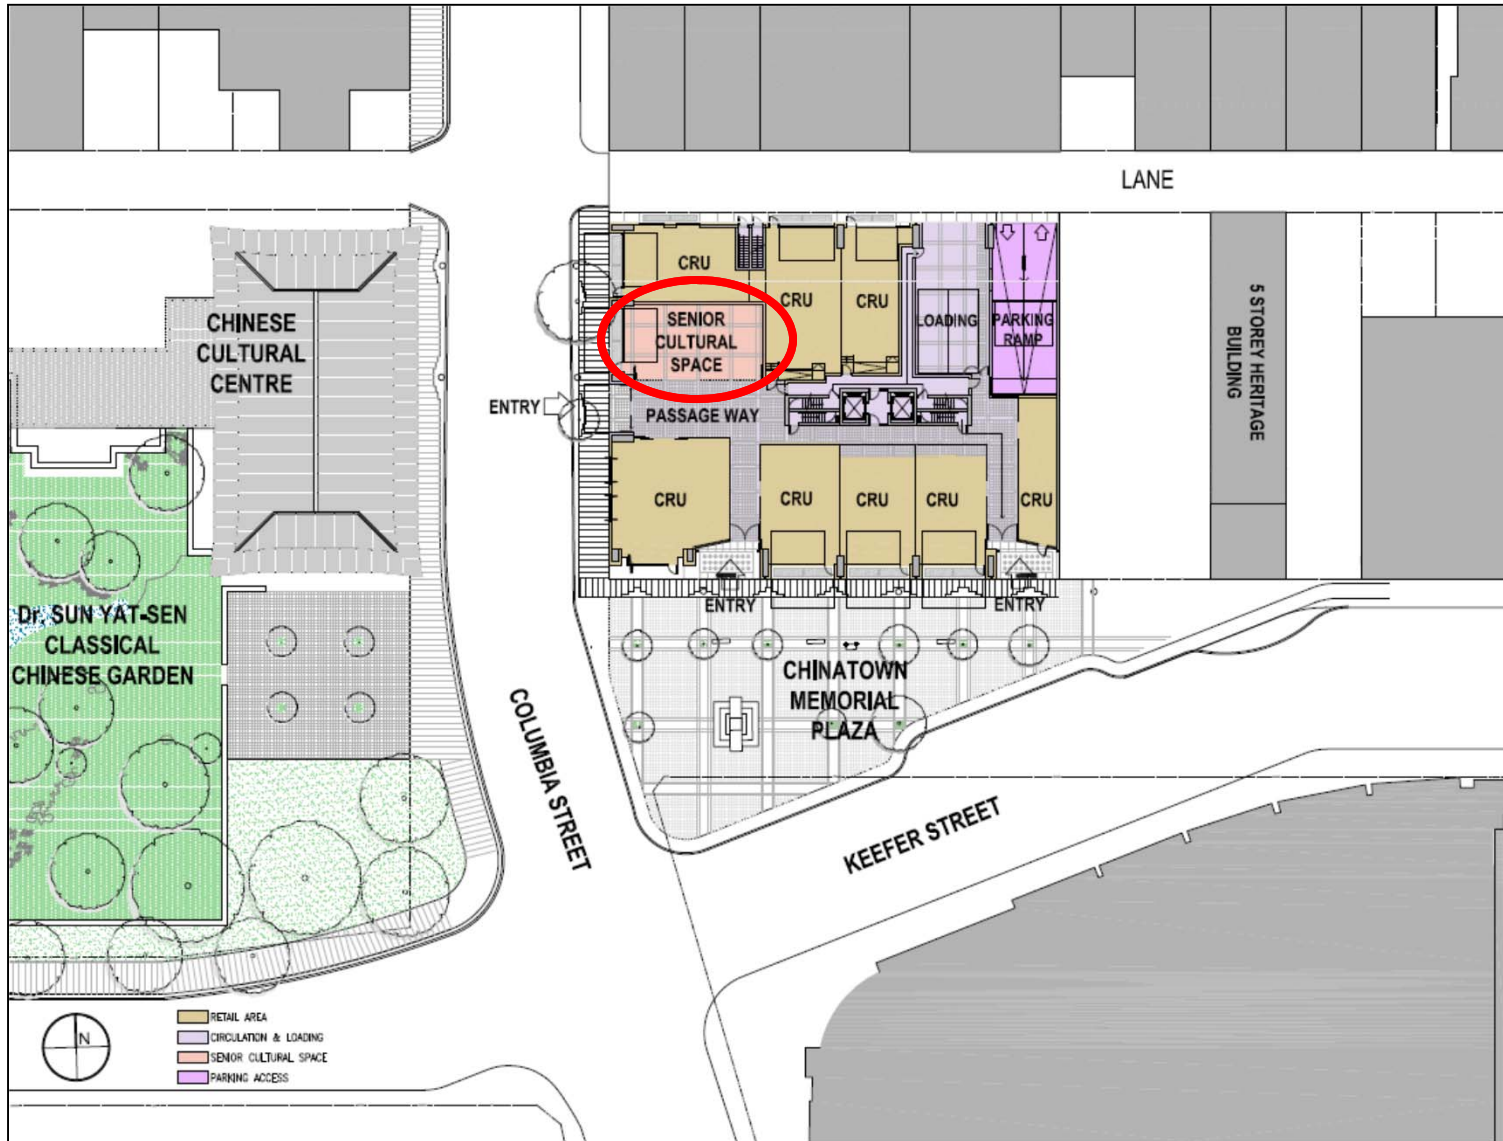 LANE
CRU
CRU
CRU
SENIOR
CULTURAL
SPACE
LOADING
PARKING
RAMP
5 STOREY HERITAGE
BUILDING
CHINESE
CULTURAL
CENTRE
ENTRY
PASSAGE WAY
CRU
CRU
CRU
CRU
CRU
ENTRY
ENTRY
Dr. SUN YAT-SEN
CLASSICAL
CHINESE GARDEN
CHINATOWN
MEMORIAL
PLAZA
COLUMBIA STREET
KEEFER STREET
N
RETAIL AREA
CIRCULATION & LOADING
SENIOR CULTURAL SPACE
PARKING ACCESS